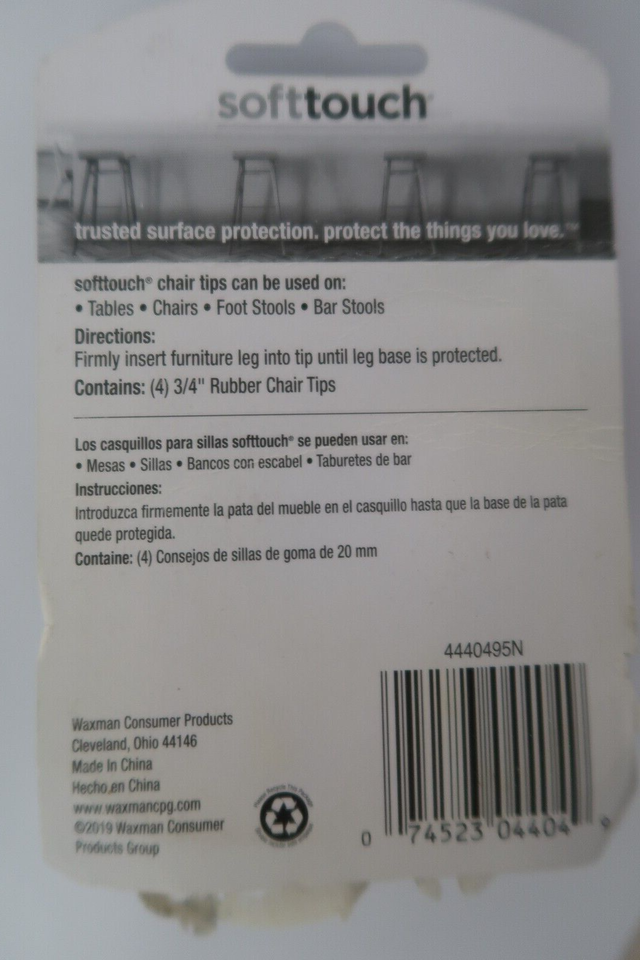 softtouch®
trusted surface protection. protect the things you love.™
softtouch® chair tips can be used on:
• Tables • Chairs • Foot Stools • Bar Stools
Directions:
Firmly insert furniture leg into tip until leg base is protected.
Contains: (4) 3/4" Rubber Chair Tips
Los casquillos para sillas softtouch® se pueden usar en:
• Mesas • Sillas • Bancos con escabel • Taburetes de bar
Instrucciones:
Introduzca firmemente la pata del mueble en el casquillo hasta que la base de la pata
quede protegida.
Containe: (4) Consejos de sillas de goma de 20 mm
4440495N
Waxman Consumer Products
Cleveland, Ohio 44146
Made In China
Hecho en China
www.waxmancpg.com
©2019 Waxman Consumer
Products Group
Please Recycle This Package
0 74523 04404 9